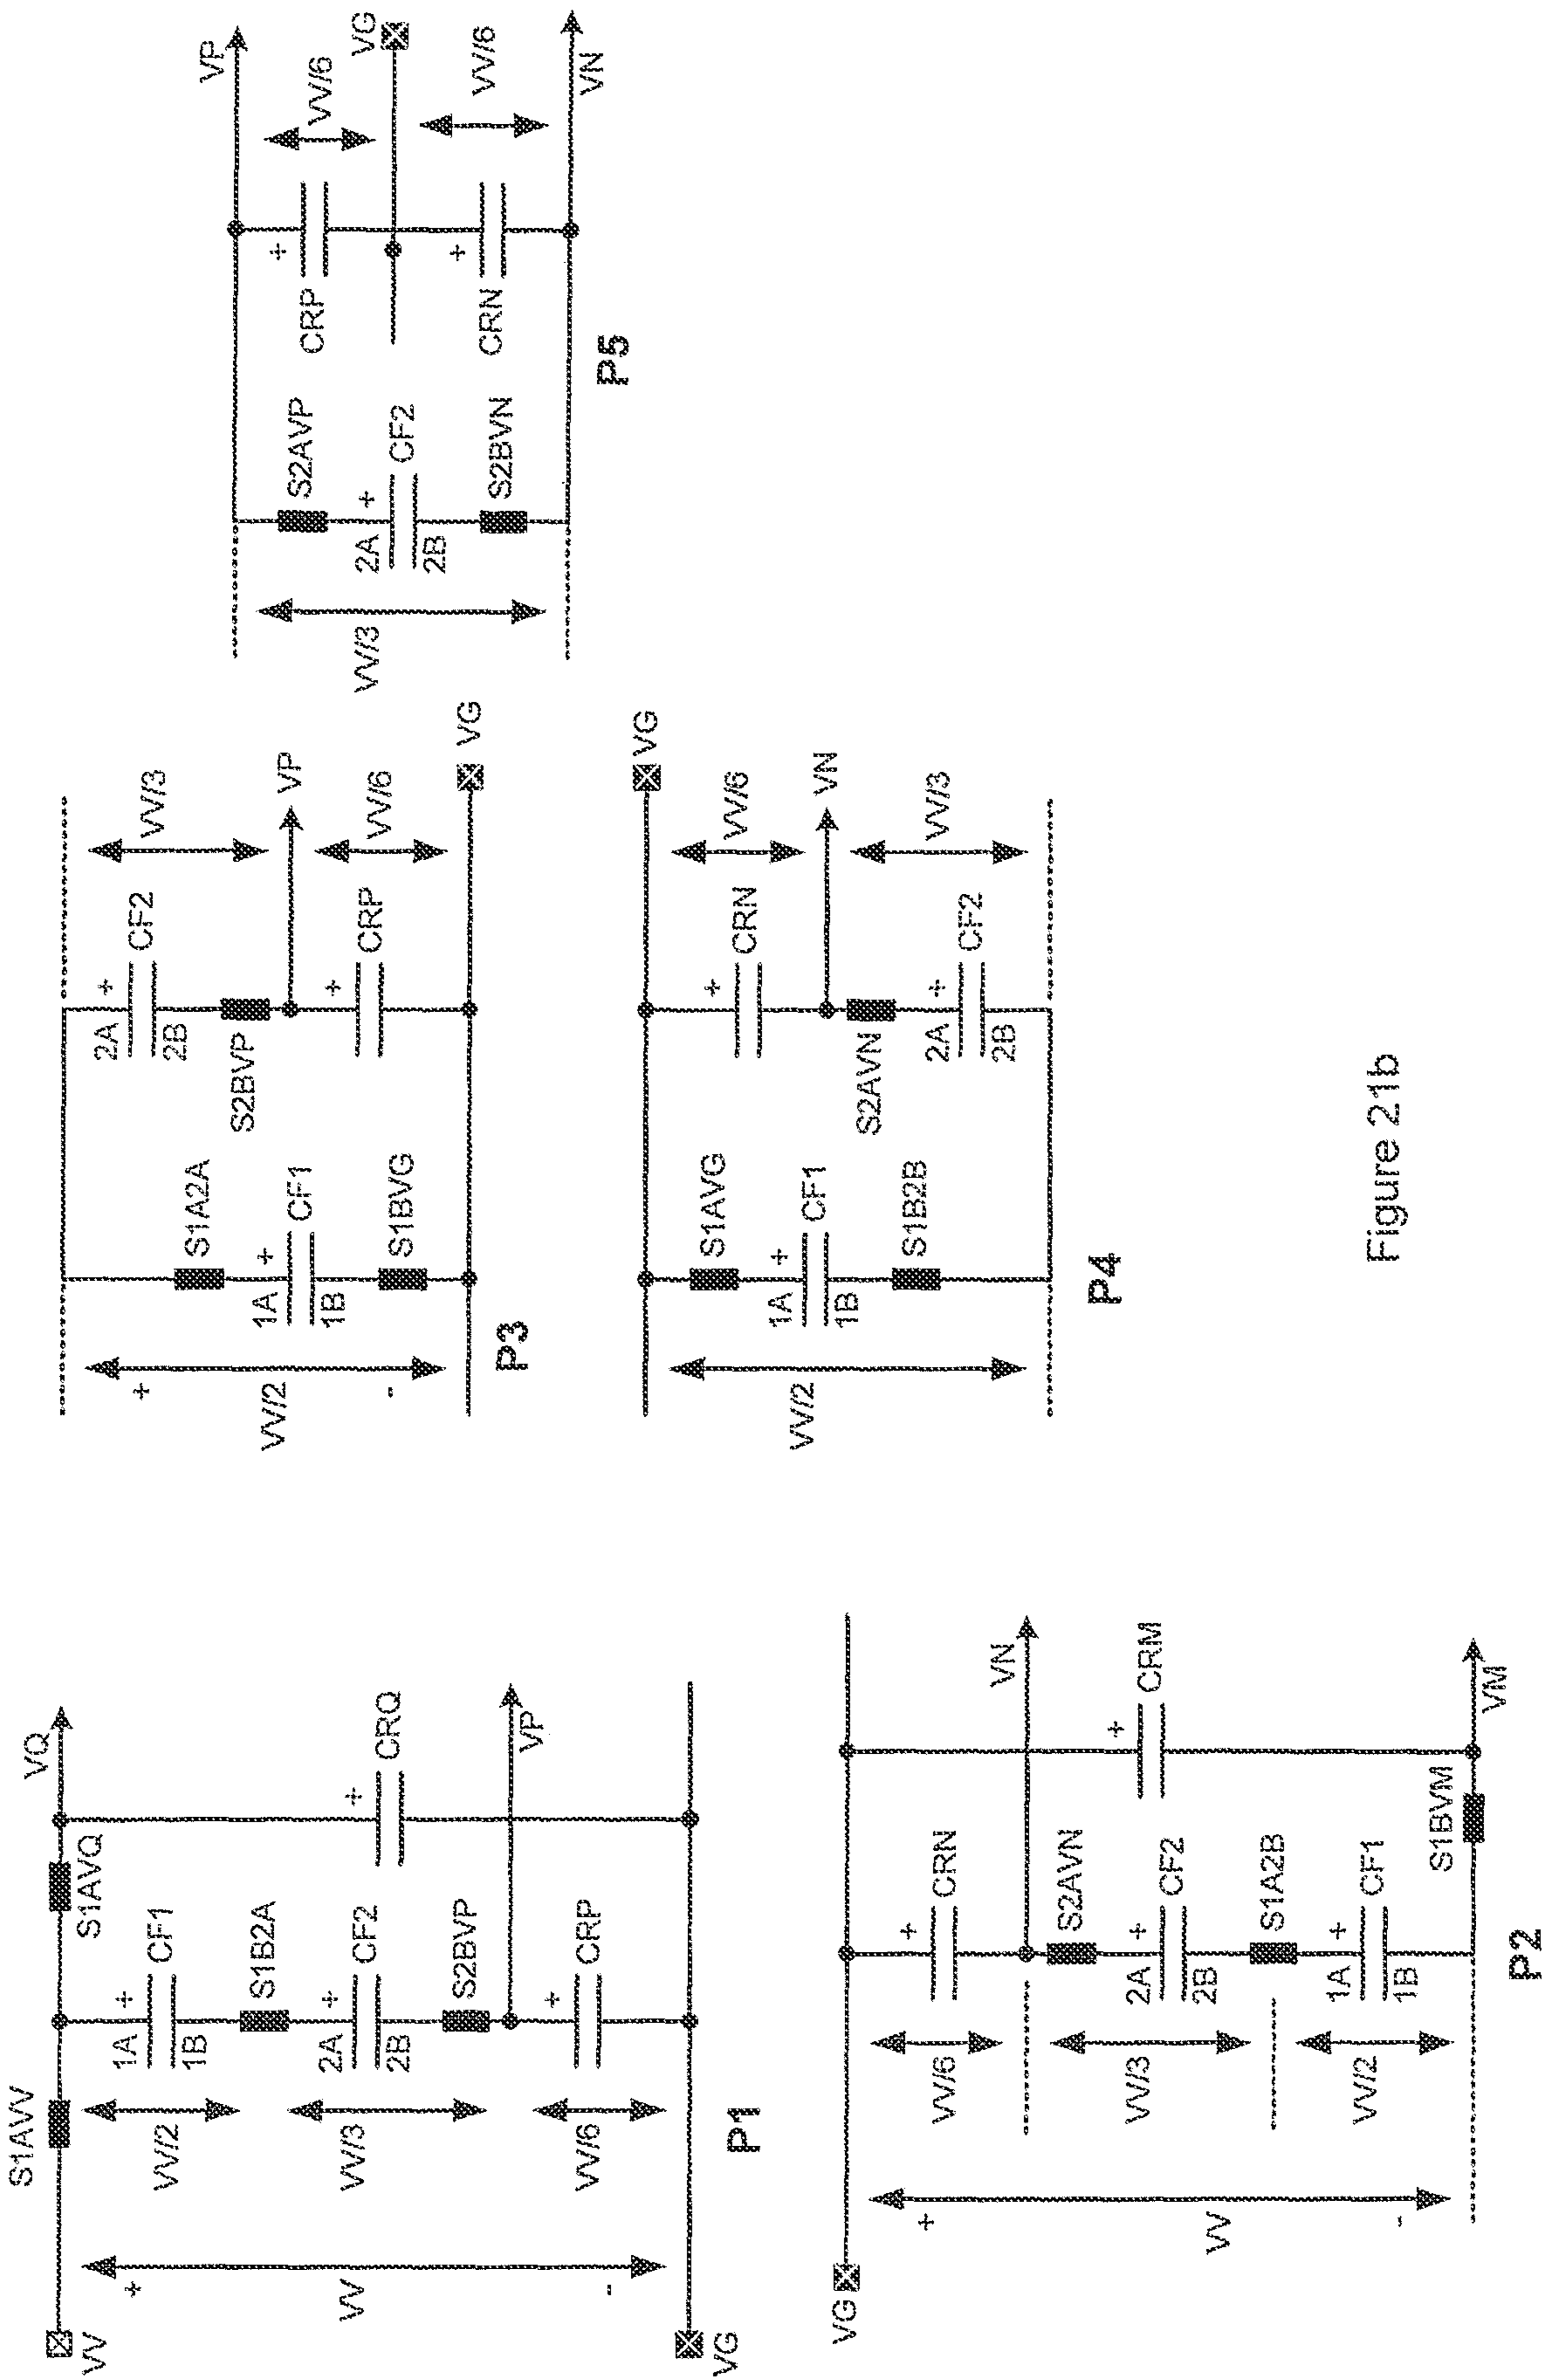 S1AVV
S1AVQ
VQ
VV
+
VV
-
VV/2
1A
+
CF1
1B
S1B2A
VV/3
2A
+
CF2
2B
S2BVP
+
CRQ
VP
VV/6
+
CRP
VG
P1
VG
+
VV
-
VV/6
+
CRN
VN
S2AVN
VV/3
2A
+
CF2
2B
+
CRM
S1A2B
VV/2
1A
+
CF1
1B
S1BVM
VM
P2
+
VV/2
-
S1A2A
1A
+
CF1
1B
S1BVG
2A
+
CF2
2B
S2BVP
VV/3
VP
+
CRP
VV/6
VG
P3
VG
VV/2
S1AVG
1A
+
CF1
1B
S1B2B
+
CRN
VV/6
VN
S2AVN
2A
+
CF2
2B
VV/3
P4
VP
VV/3
S2AVP
2A
+
CF2
2B
S2BVN
+
CRP
VV/6
VG
+
CRN
VV/6
VN
P5
Figure 21b